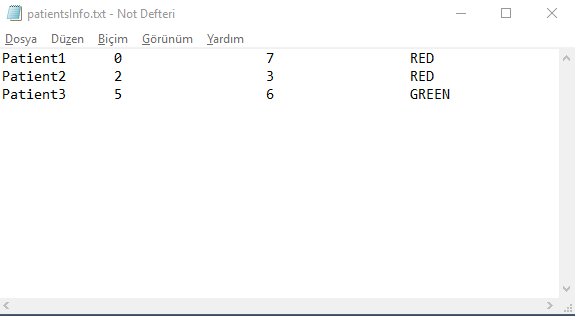 patientsInfo.txt - Not Defteri
Dosya Düzen Biçim Görünüm Yardım
Patient1 0 7 RED
Patient2 2 3 RED
Patient3 5 6 GREEN